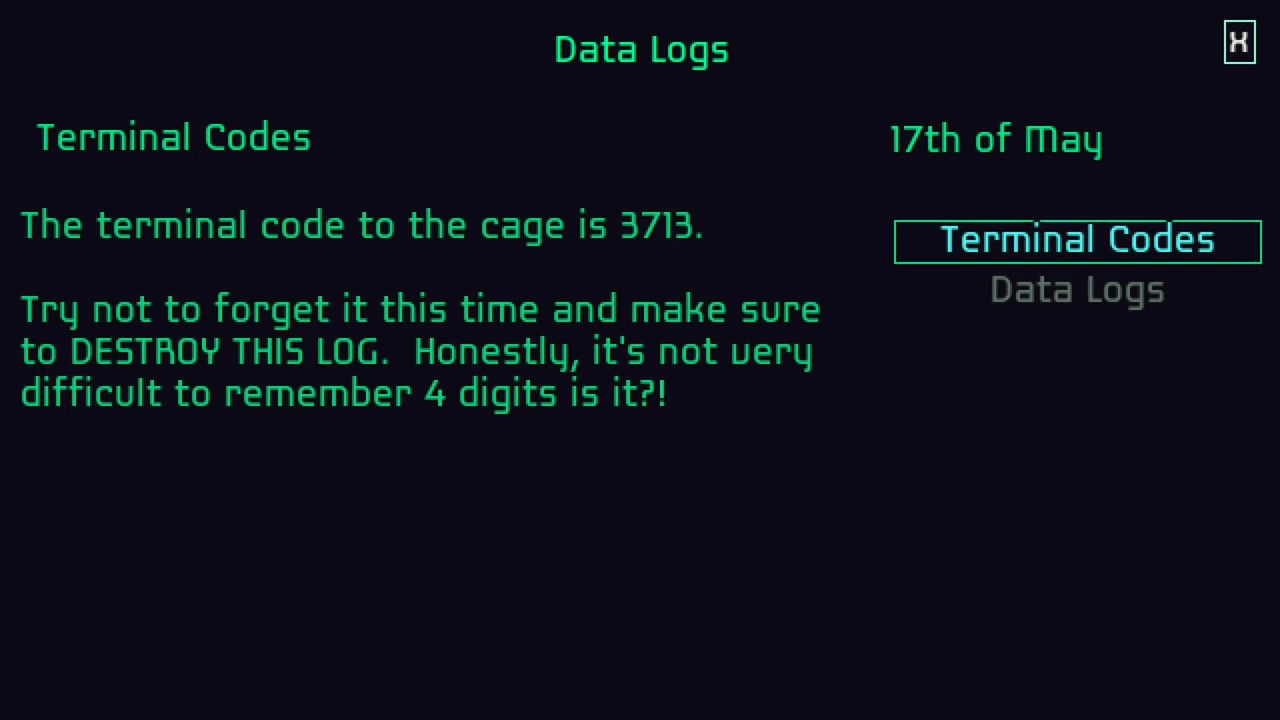 Data Logs
X
Terminal Codes
17th of May
The terminal code to the cage is 3713.
Terminal Codes
Data Logs
Try not to forget it this time and make sure
to DESTROY THIS LOG.  Honestly, it's not very
difficult to remember 4 digits is it?!